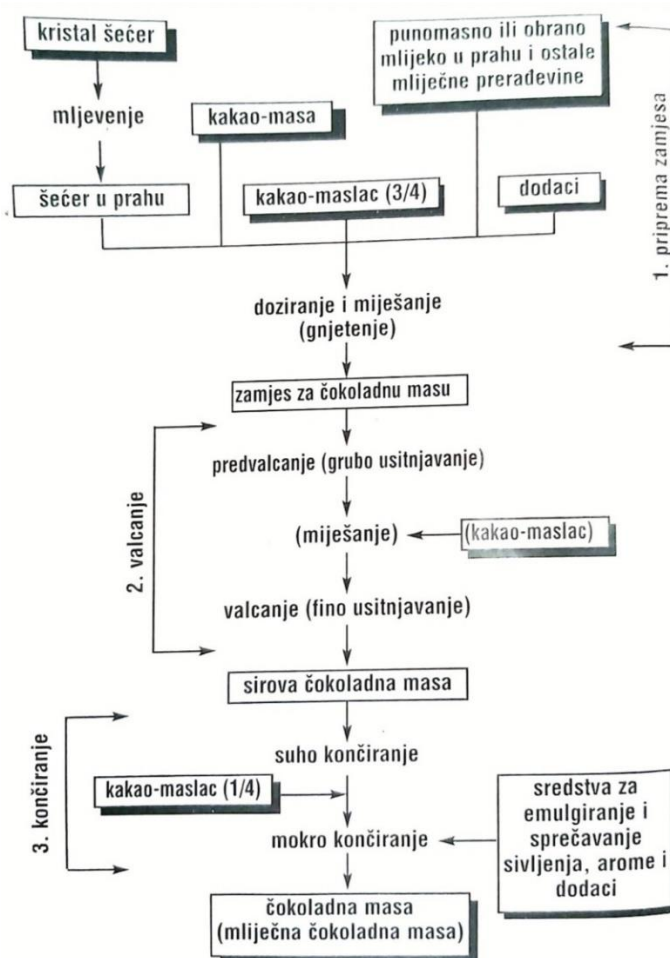 kristal šećer
punomasno ili obrano
mlijeko u prahu i ostale
mliječne prerađevine
mljevenje
kakao-masa
šećer u prahu
kakao-maslac (3/4)
dodaci
1. priprema zamjesa
doziranje i miješanje
(gnjetenje)
zamjes za čokoladnu masu
2. valcanje
predvalcanje (grubo usitnjavanje)
(miješanje)
(kakao-maslac)
valcanje (fino usitnjavanje)
sirova čokoladna masa
3. končiranje
suho končiranje
kakao-maslac (1/4)
mokro končiranje
sredstva za
emulgiranje i
sprečavanje
sivljenja, arome i
dodaci
čokoladna masa
(mliječna čokoladna masa)